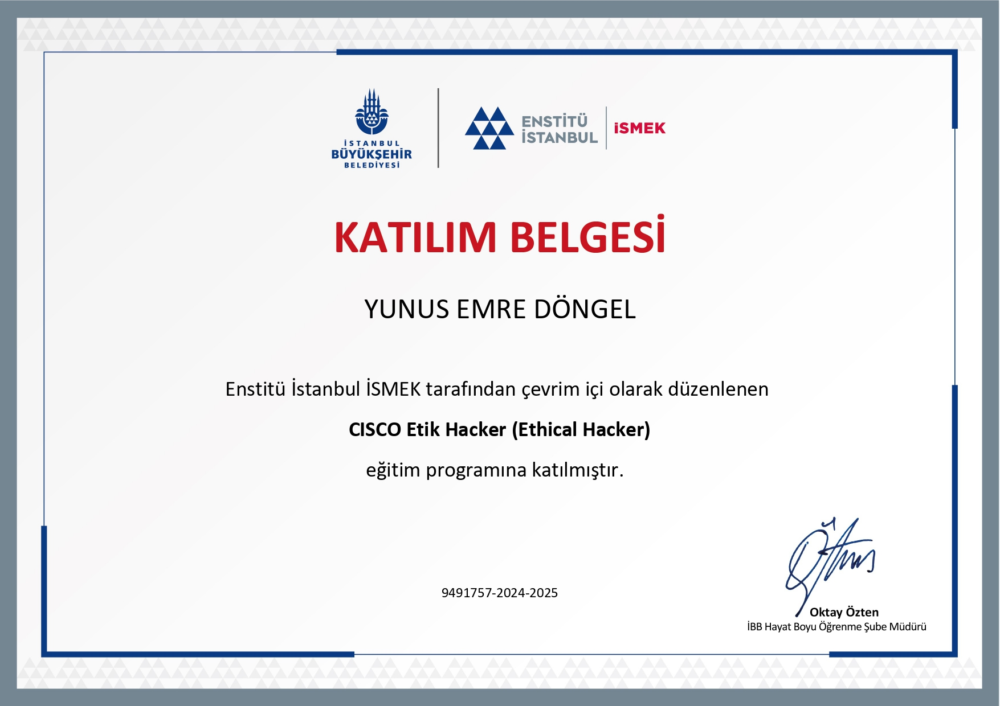 İSTANBUL
BÜYÜKŞEHİR
BELEDİYESİ
ENSTİTÜ
İSTANBUL
İSMEK
KATILIM BELGESİ
YUNUS EMRE DÖNGEL
Enstitü İstanbul İSMEK tarafından çevrim içi olarak düzenlenen
CISCO Etik Hacker (Ethical Hacker)
eğitim programına katılmıştır.
9491757-2024-2025
Oktay Özten
İBB Hayat Boyu Öğrenme Şube Müdürü